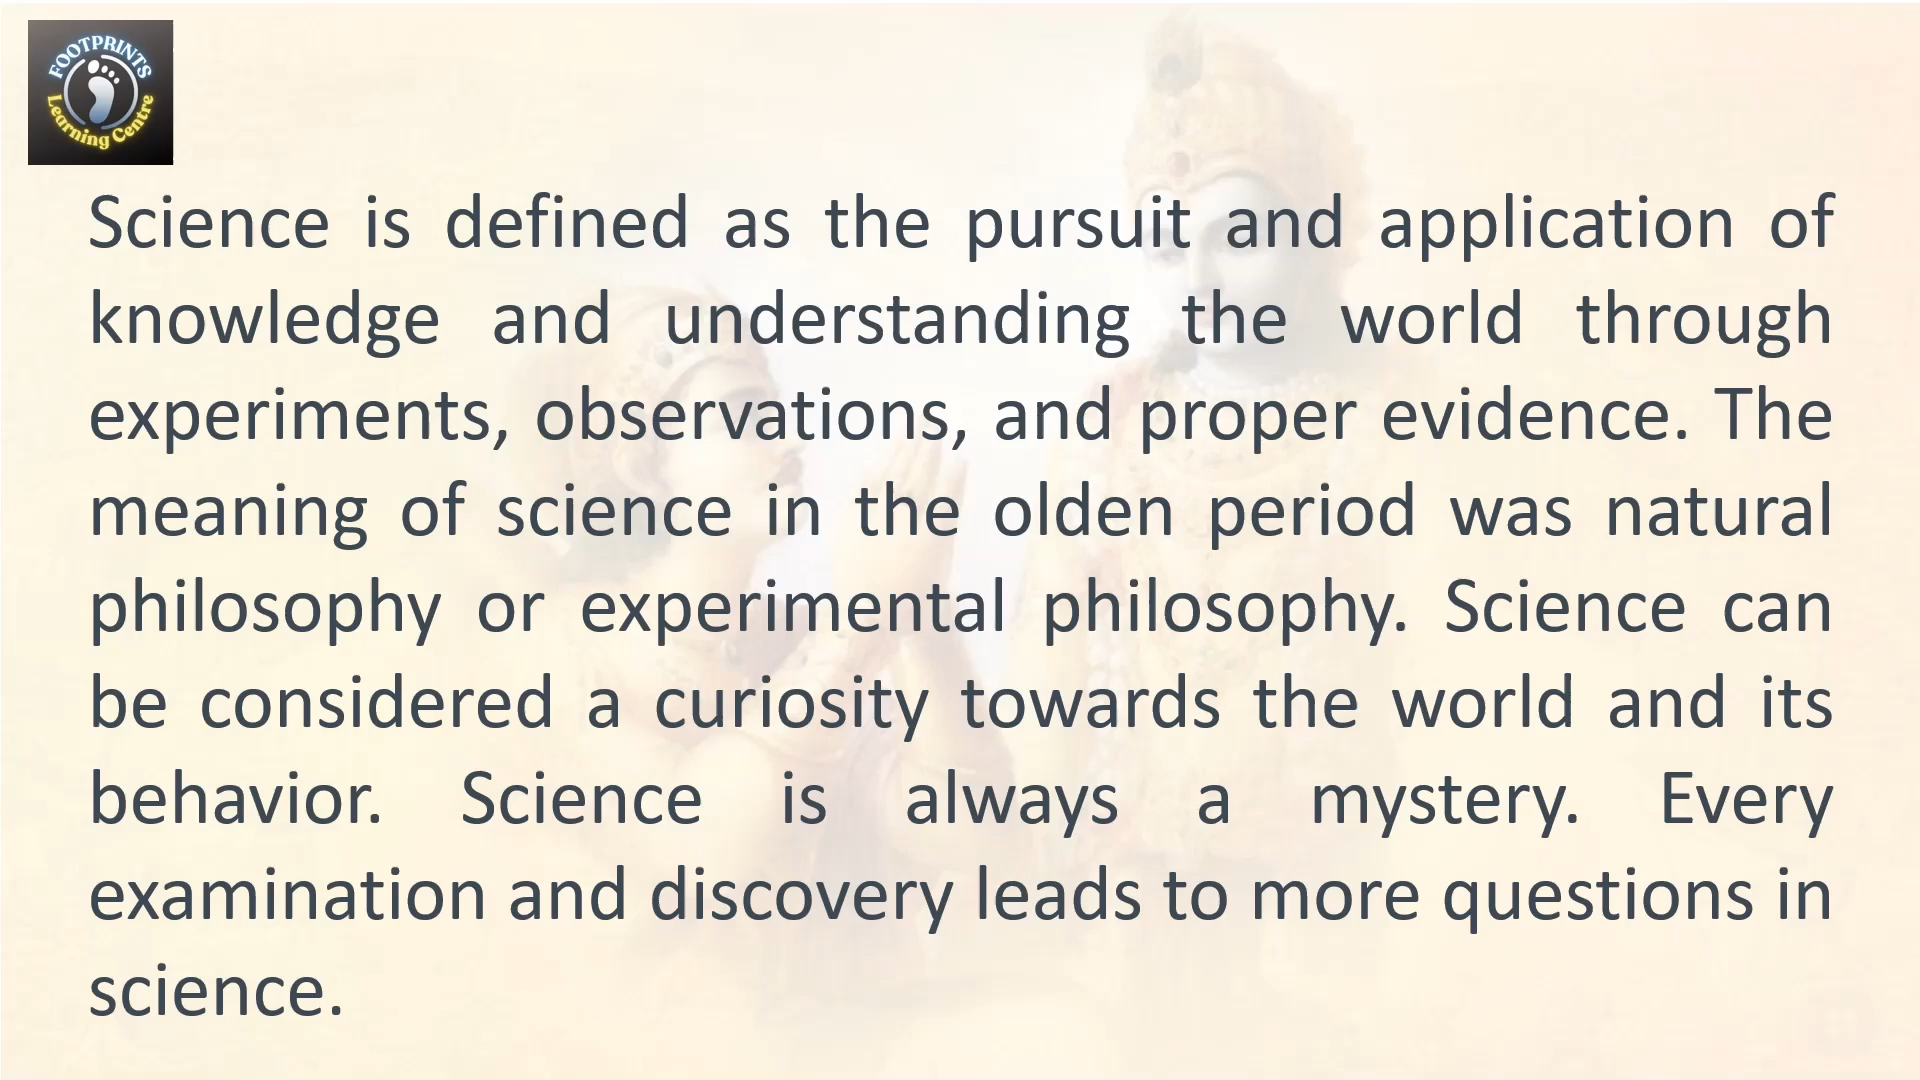 FOOTPRINTS
Learning Centre
Science is defined as the pursuit and application of
knowledge and understanding the world through
experiments, observations, and proper evidence. The
meaning of science in the olden period was natural
philosophy or experimental philosophy. Science can
be considered a curiosity towards the world and its
behavior. Science is always a mystery. Every
examination and discovery leads to more questions in
science.